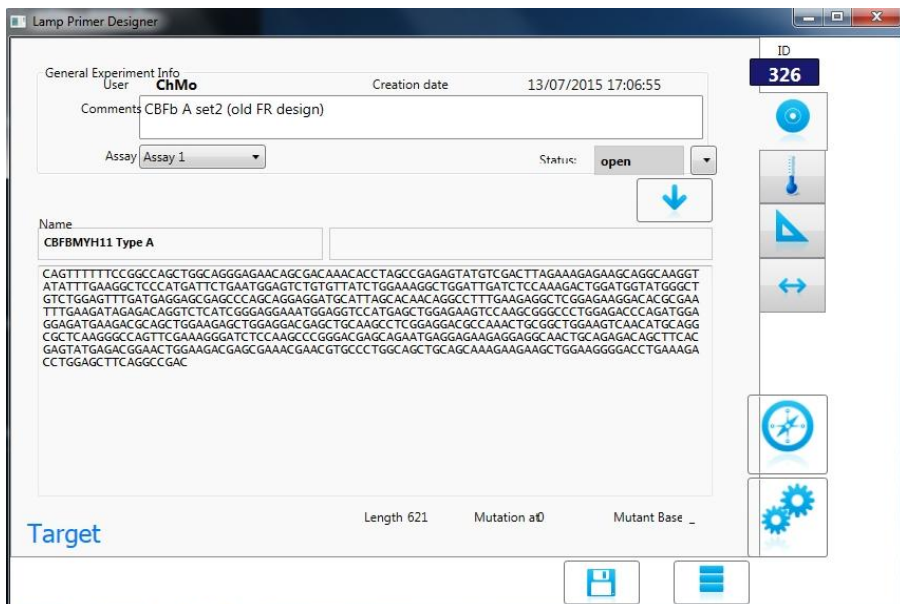 Lamp Primer Designer
ID
326
General Experiment Info
User ChMo Creation date 13/07/2015 17:06:55
Comments CBFb A set2 (old FR design)
Assay Assay 1 Status: open
Name
CBFBMYH11 Type A
CAGTTTTTTCCGGCCAGCTGGCAGGGAGAACAGCGACAAACACCTAGCCGAGAGTATGTCGACTTAGAAAGAGAAGCAGGCAAGGT
ATATTTGAAGGCTCCCATGATTCTGAATGGAGTCTGTGTTATCTGGAAAGGCTGGATTGATCTCCAAAGACTGGATGGTATGGGCT
GTCTGGAGTTTGATGAGGAGCGAGCCCAGCAGGAGGATGCATTAGCACAACAGGCCTTTGAAGAGGCTCGGAGAAGGACACGCGAA
TTTGAAGATAGAGACAGGTCTCATCGGGAGGAAATGGAGGTCCATGAGCTGGAGAAGTCCAAGCGGGCCCTGGAGACCCAGATGGA
GGAGATGAAGACGCAGCTGGAAGAGCTGGAGGACGAGCTGCAAGCCTCGGAGGACGCCAAACTGCGGCTGGAAGTCAACATGCAGG
CGCTCAAGGGCCAGTTCGAAAGGGATCTCCAAGCCCGGGACGAGCAGAATGAGGAGAAGAGGAGGCAACTGCAGAGACAGCTTCAC
GAGTATGAGACGGAACTGGAAGACGAGCGAAACGAACGTGCCCTGGCAGCTGCAGCAAAGAAGAAGCTGGAAGGGGACCTGAAAGA
CCTGGAGCTTCAGGCCGAC
Length 621 Mutation at 0 Mutant Base _
Target